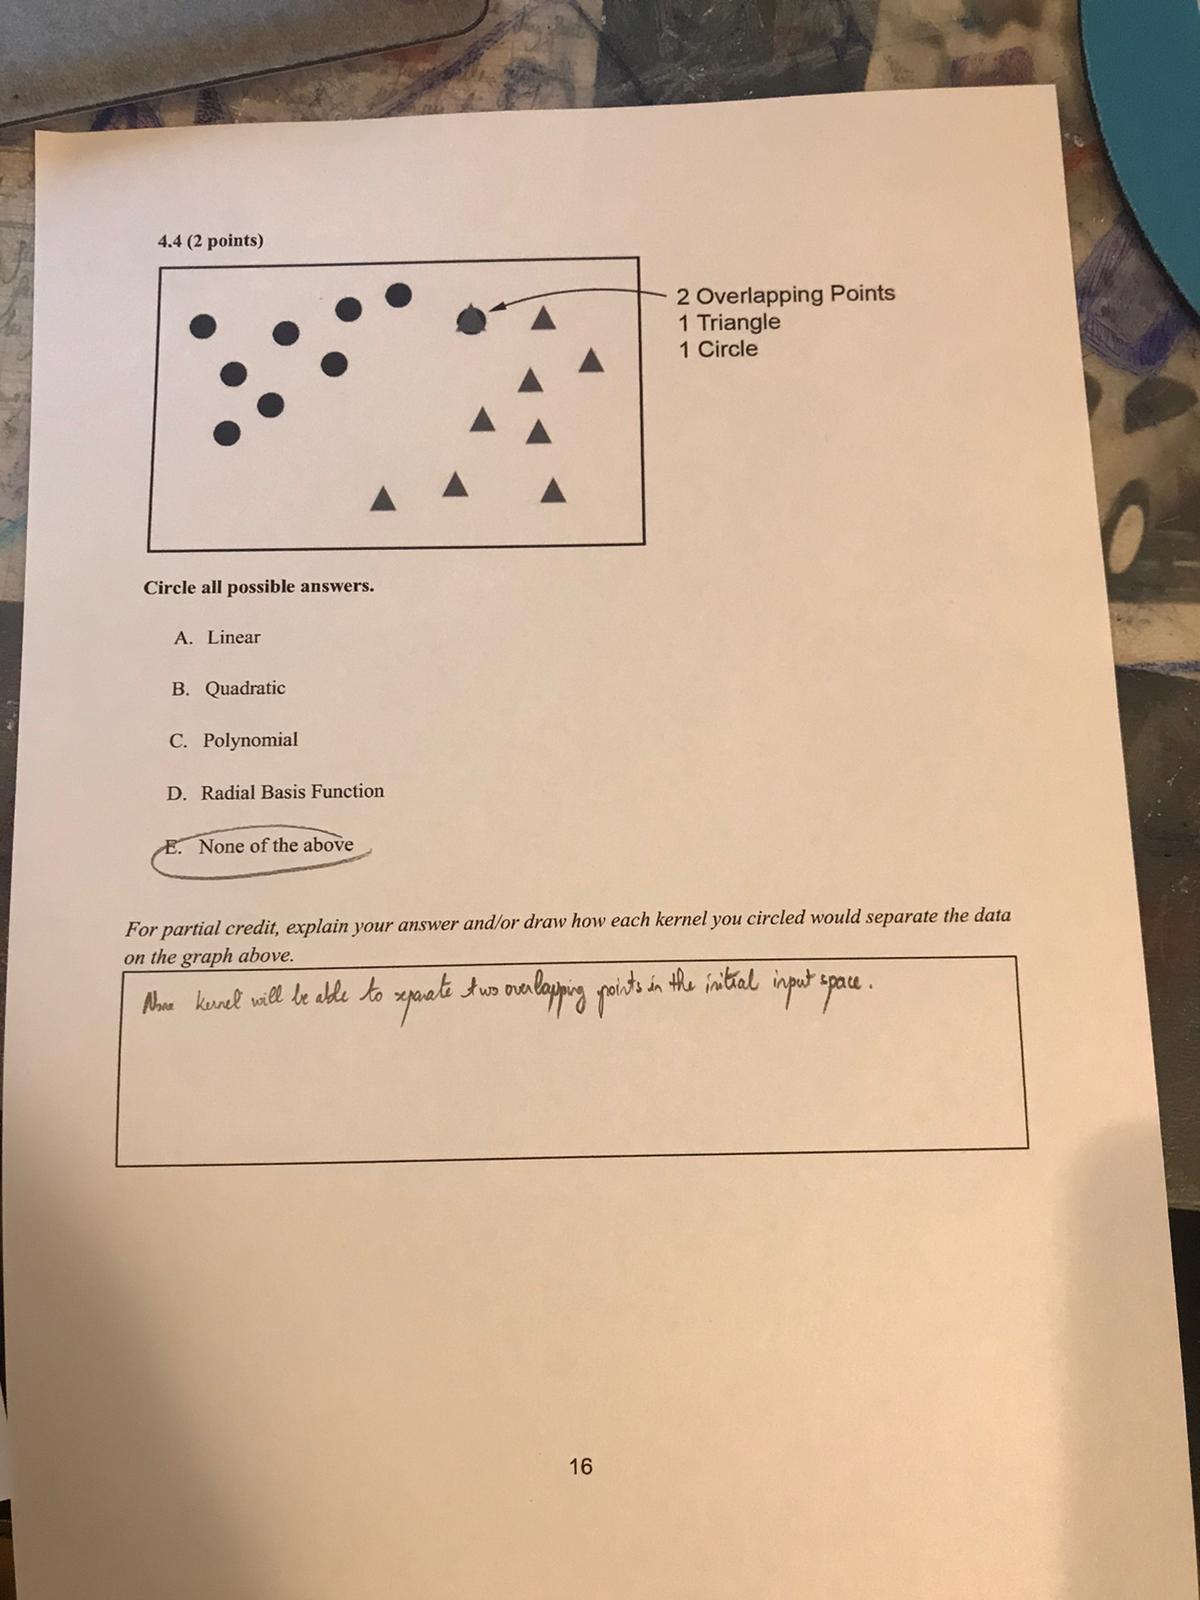 4.4 (2 points)
2 Overlapping Points
1 Triangle
1 Circle
Circle all possible answers.
A. Linear
B. Quadratic
C. Polynomial
D. Radial Basis Function
E. None of the above
For partial credit, explain your answer and/or draw how each kernel you circled would separate the data
on the graph above.
None kernel will be able to separate two overlapping points in the initial input space.
16